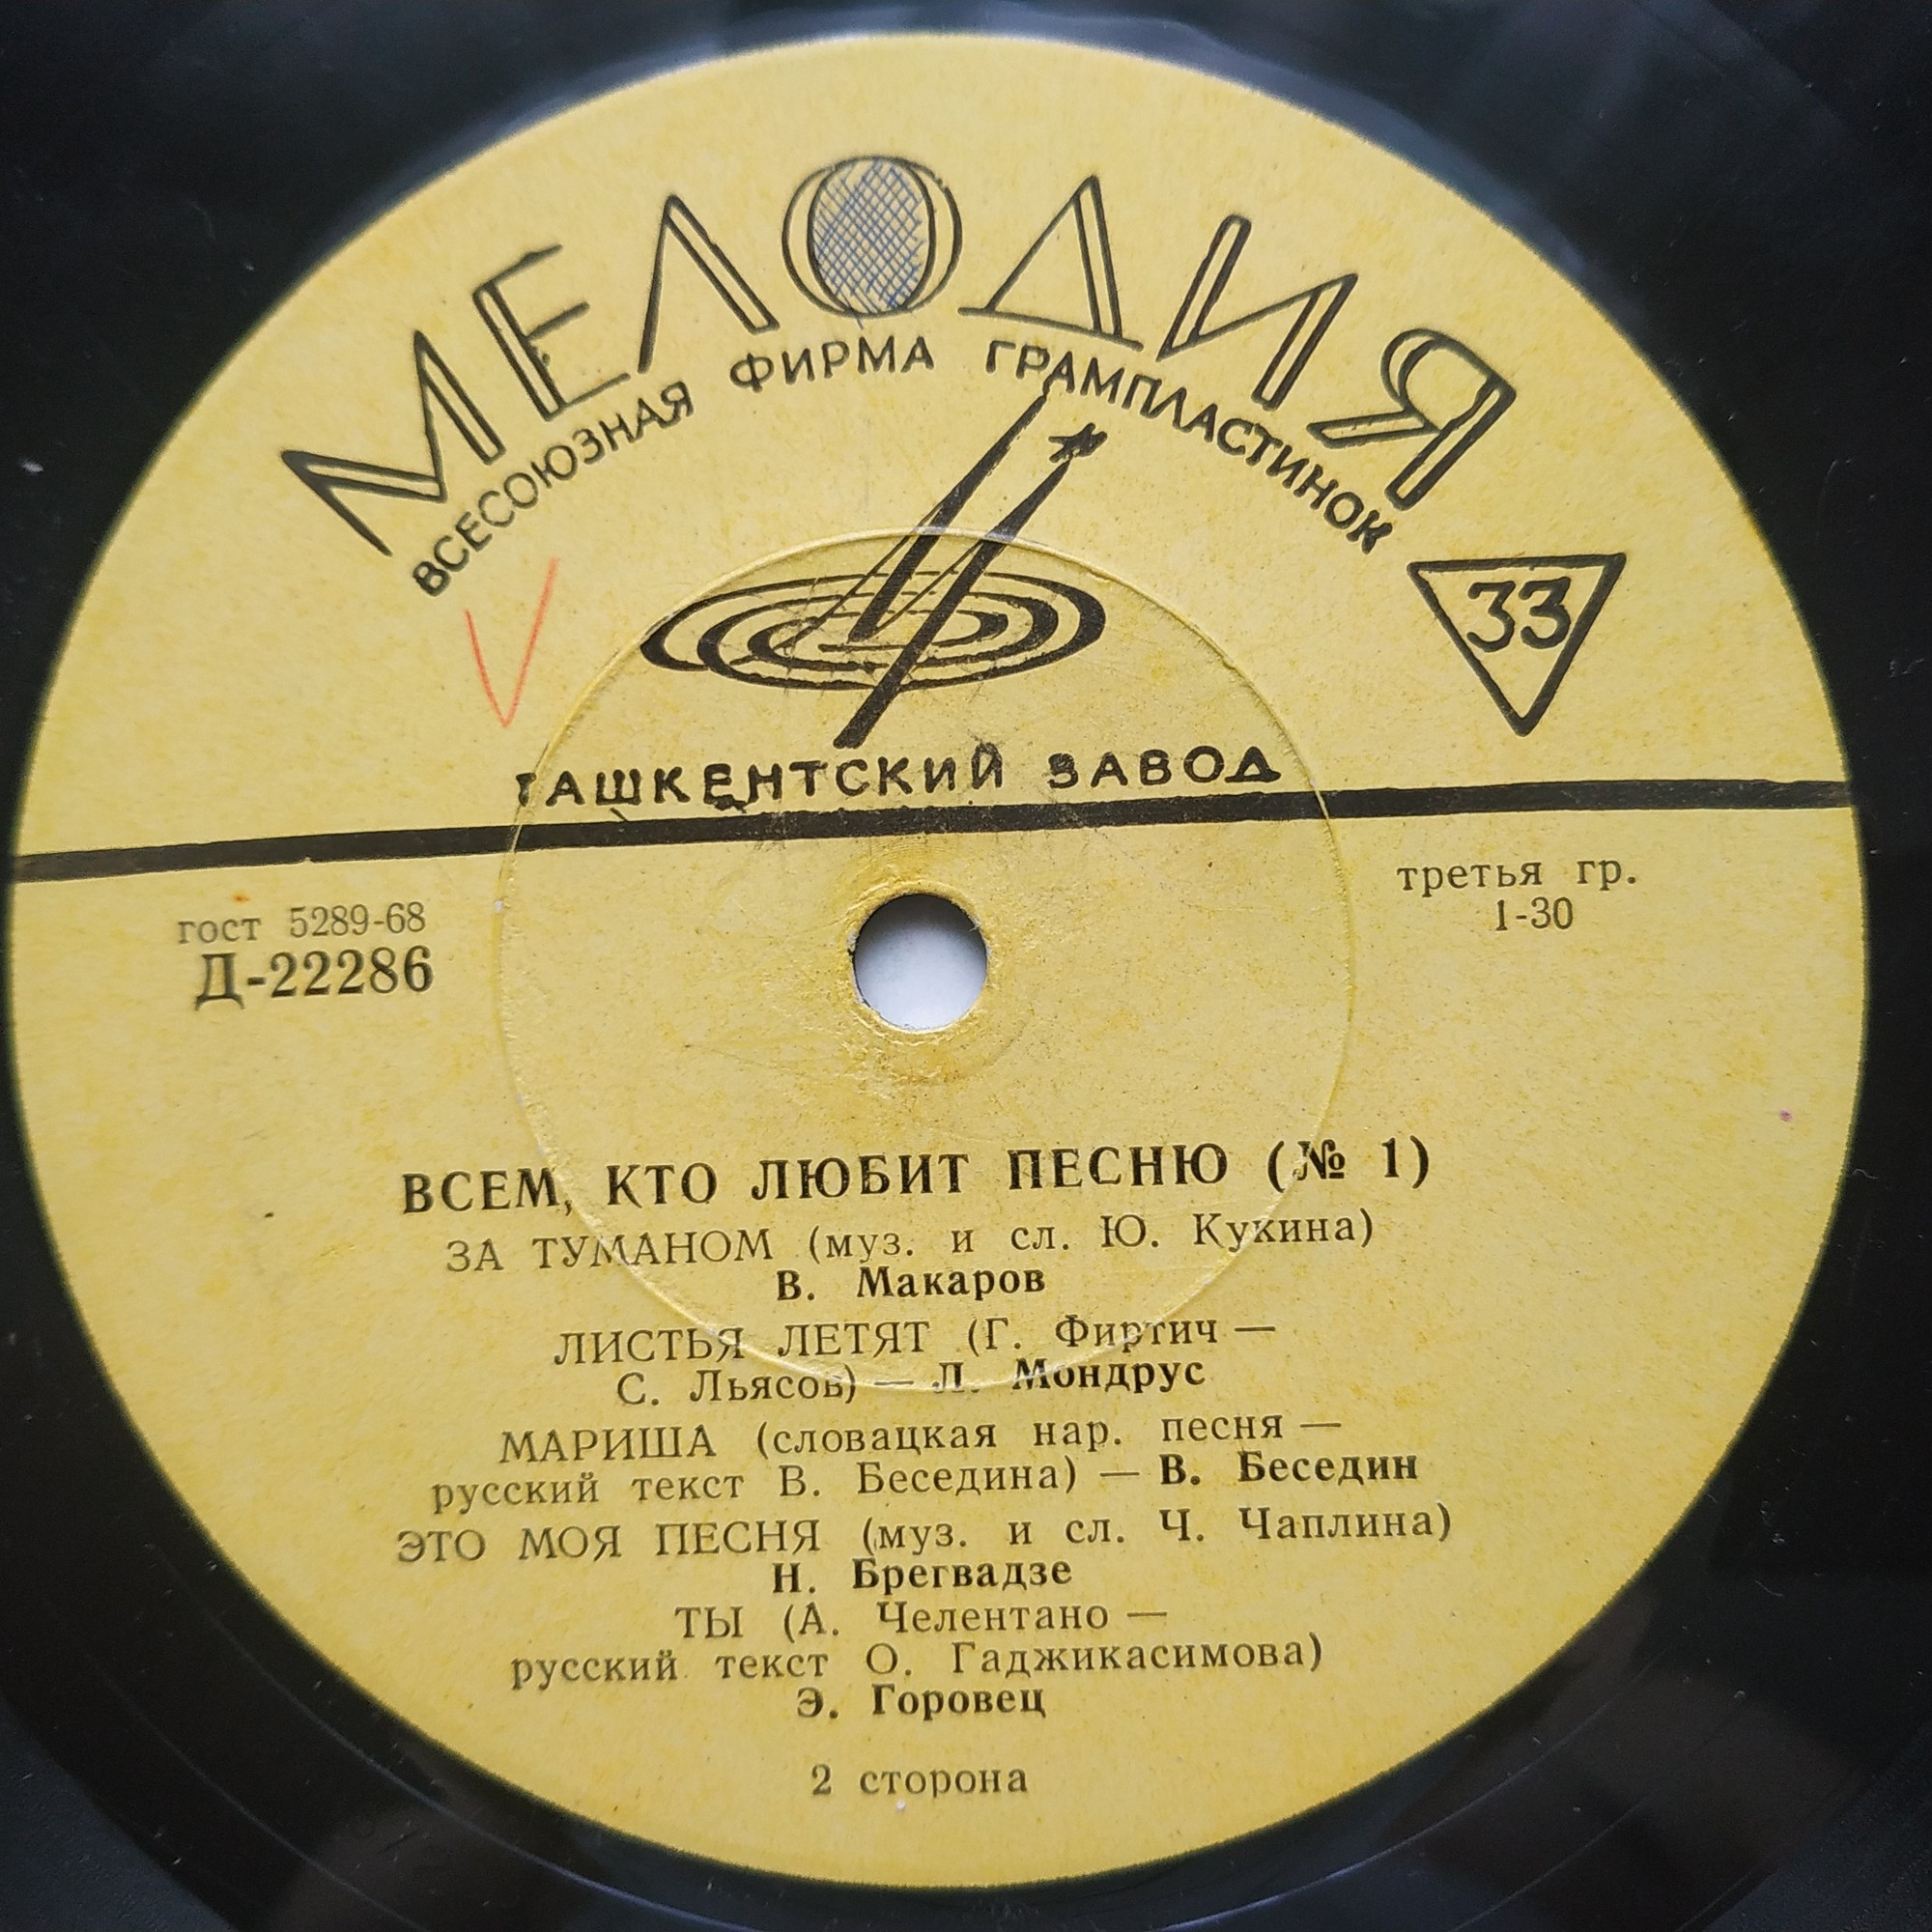 МЕЛОДИЯ
ВСЕСОЮЗНАЯ ФИРМА ГРАМПЛАСТИНОК
33
ТАШКЕНТСКИЙ ЗАВОД
гост 5289-68
Д-22286
третья гр.
1-30
ВСЕМ, КТО ЛЮБИТ ПЕСНЮ (№ 1)
ЗА ТУМАНОМ (муз. и сл. Ю. Кукина)
В. Макаров
ЛИСТЬЯ ЛЕТЯТ (Г. Фиртич —
С. Льясов) — Л. Мондрус
МАРИША (словацкая нар. песня —
русский текст В. Беседина) — В. Беседин
ЭТО МОЯ ПЕСНЯ (муз. и сл. Ч. Чаплина)
Н. Брегвадзе
ТЫ (А. Челентано —
русский текст О. Гаджикасимова)
Э. Горовец
2 сторона